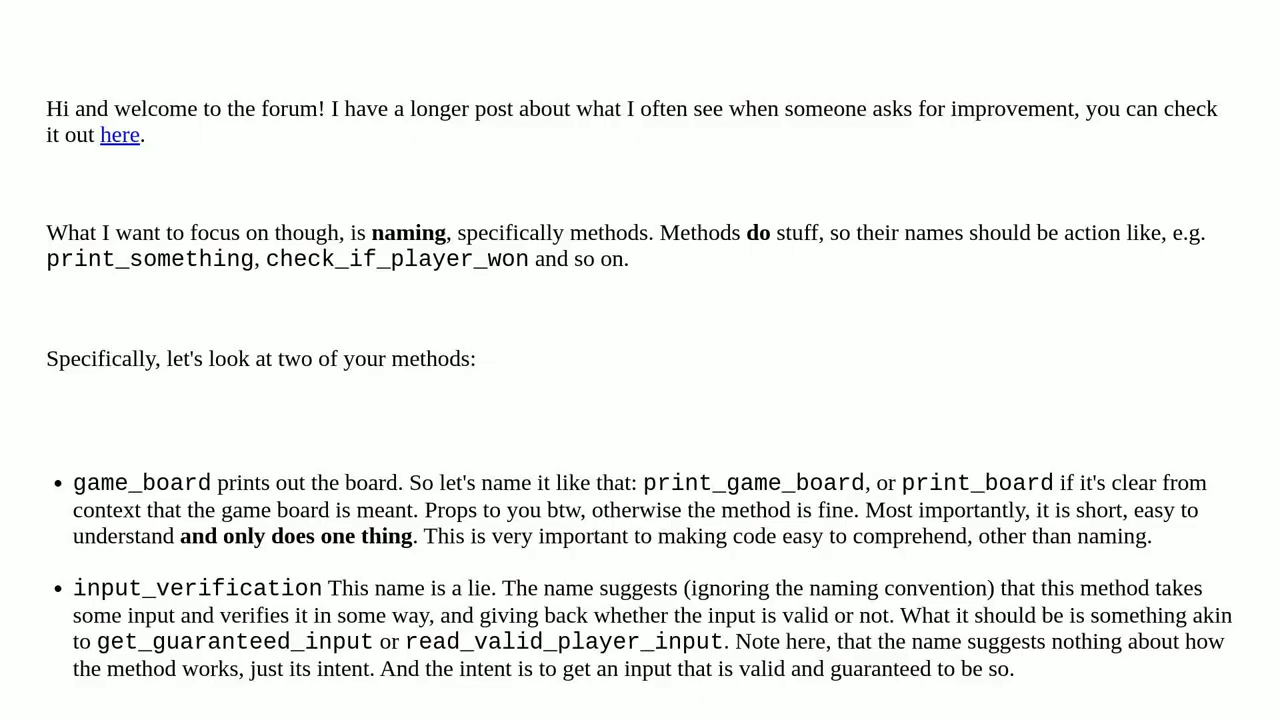 Hi and welcome to the forum! I have a longer post about what I often see when someone asks for improvement, you can check
it out here.
What I want to focus on though, is naming, specifically methods. Methods do stuff, so their names should be action like, e.g.
print_something, check_if_player_won and so on.
Specifically, let's look at two of your methods:
• game_board prints out the board. So let's name it like that: print_game_board, or print_board if it's clear from
context that the game board is meant. Props to you btw, otherwise the method is fine. Most importantly, it is short, easy to
understand and only does one thing. This is very important to making code easy to comprehend, other than naming.
• input_verification This name is a lie. The name suggests (ignoring the naming convention) that this method takes
some input and verifies it in some way, and giving back whether the input is valid or not. What it should be is something akin
to get_guaranteed_input or read_valid_player_input. Note here, that the name suggests nothing about how
the method works, just its intent. And the intent is to get an input that is valid and guaranteed to be so.